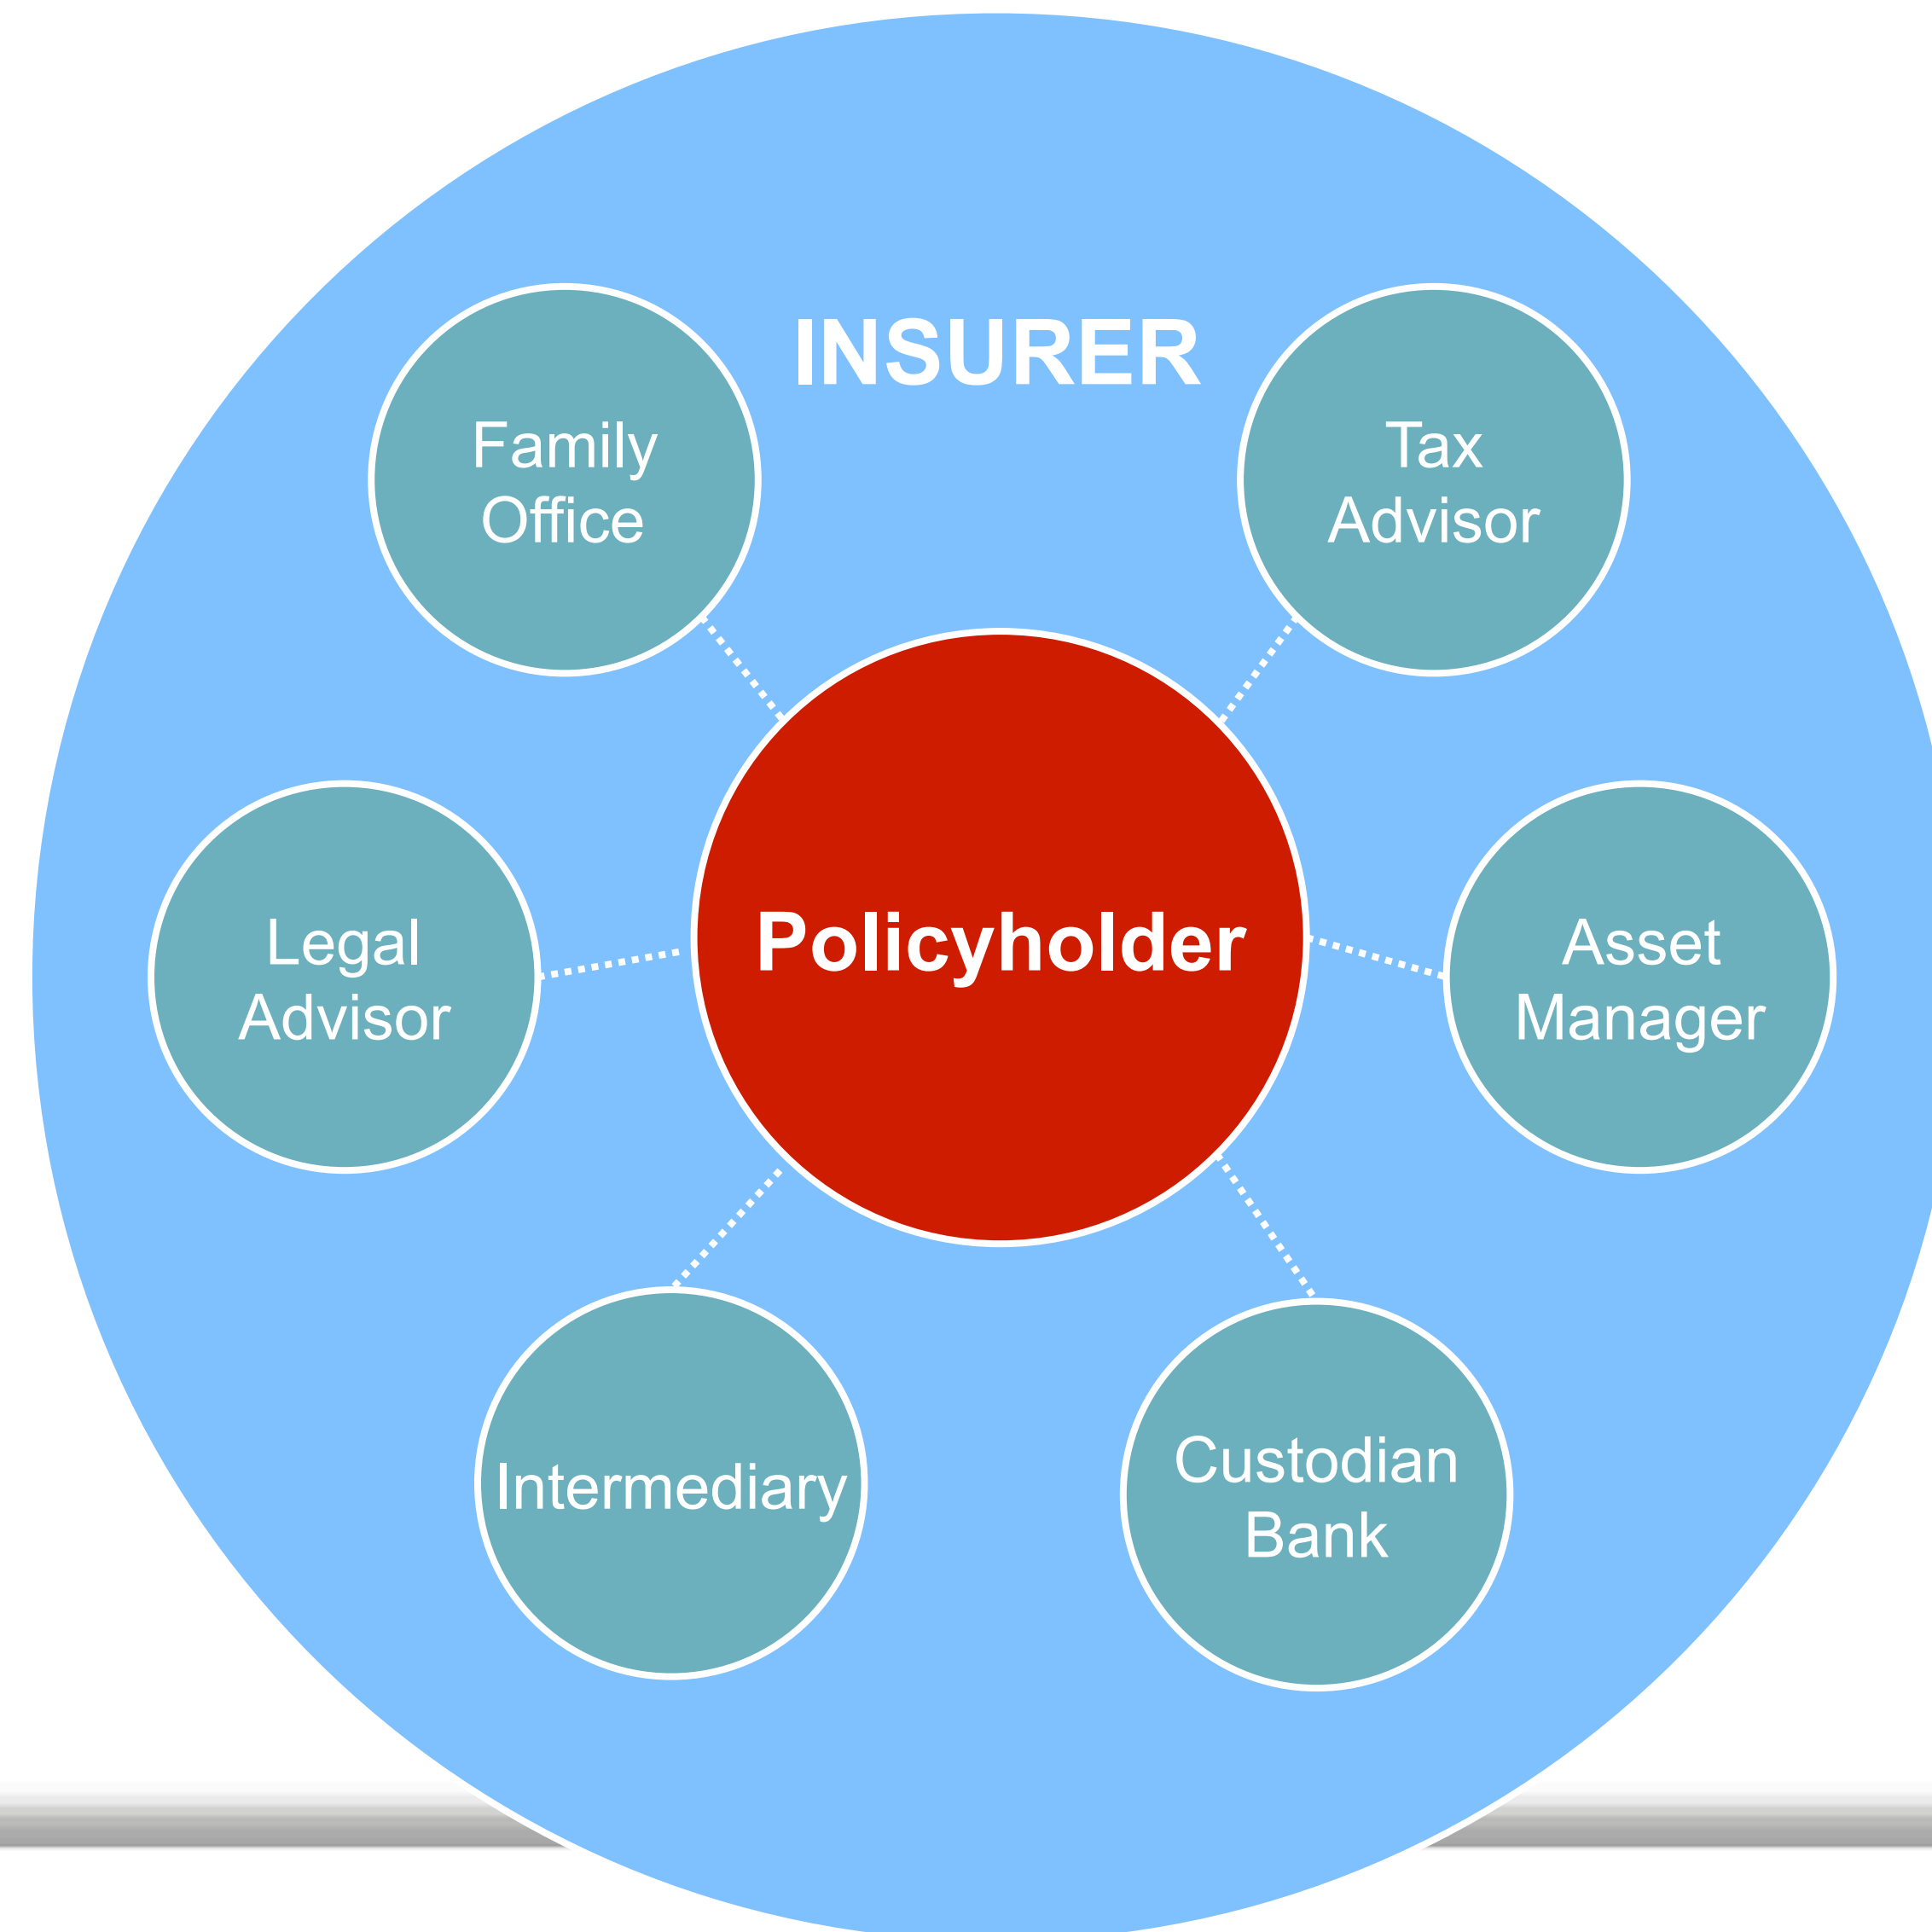 INSURER
Family
Office
Tax
Advisor
Legal
Advisor
Policyholder
Asset
Manager
Intermediary
Custodian
Bank